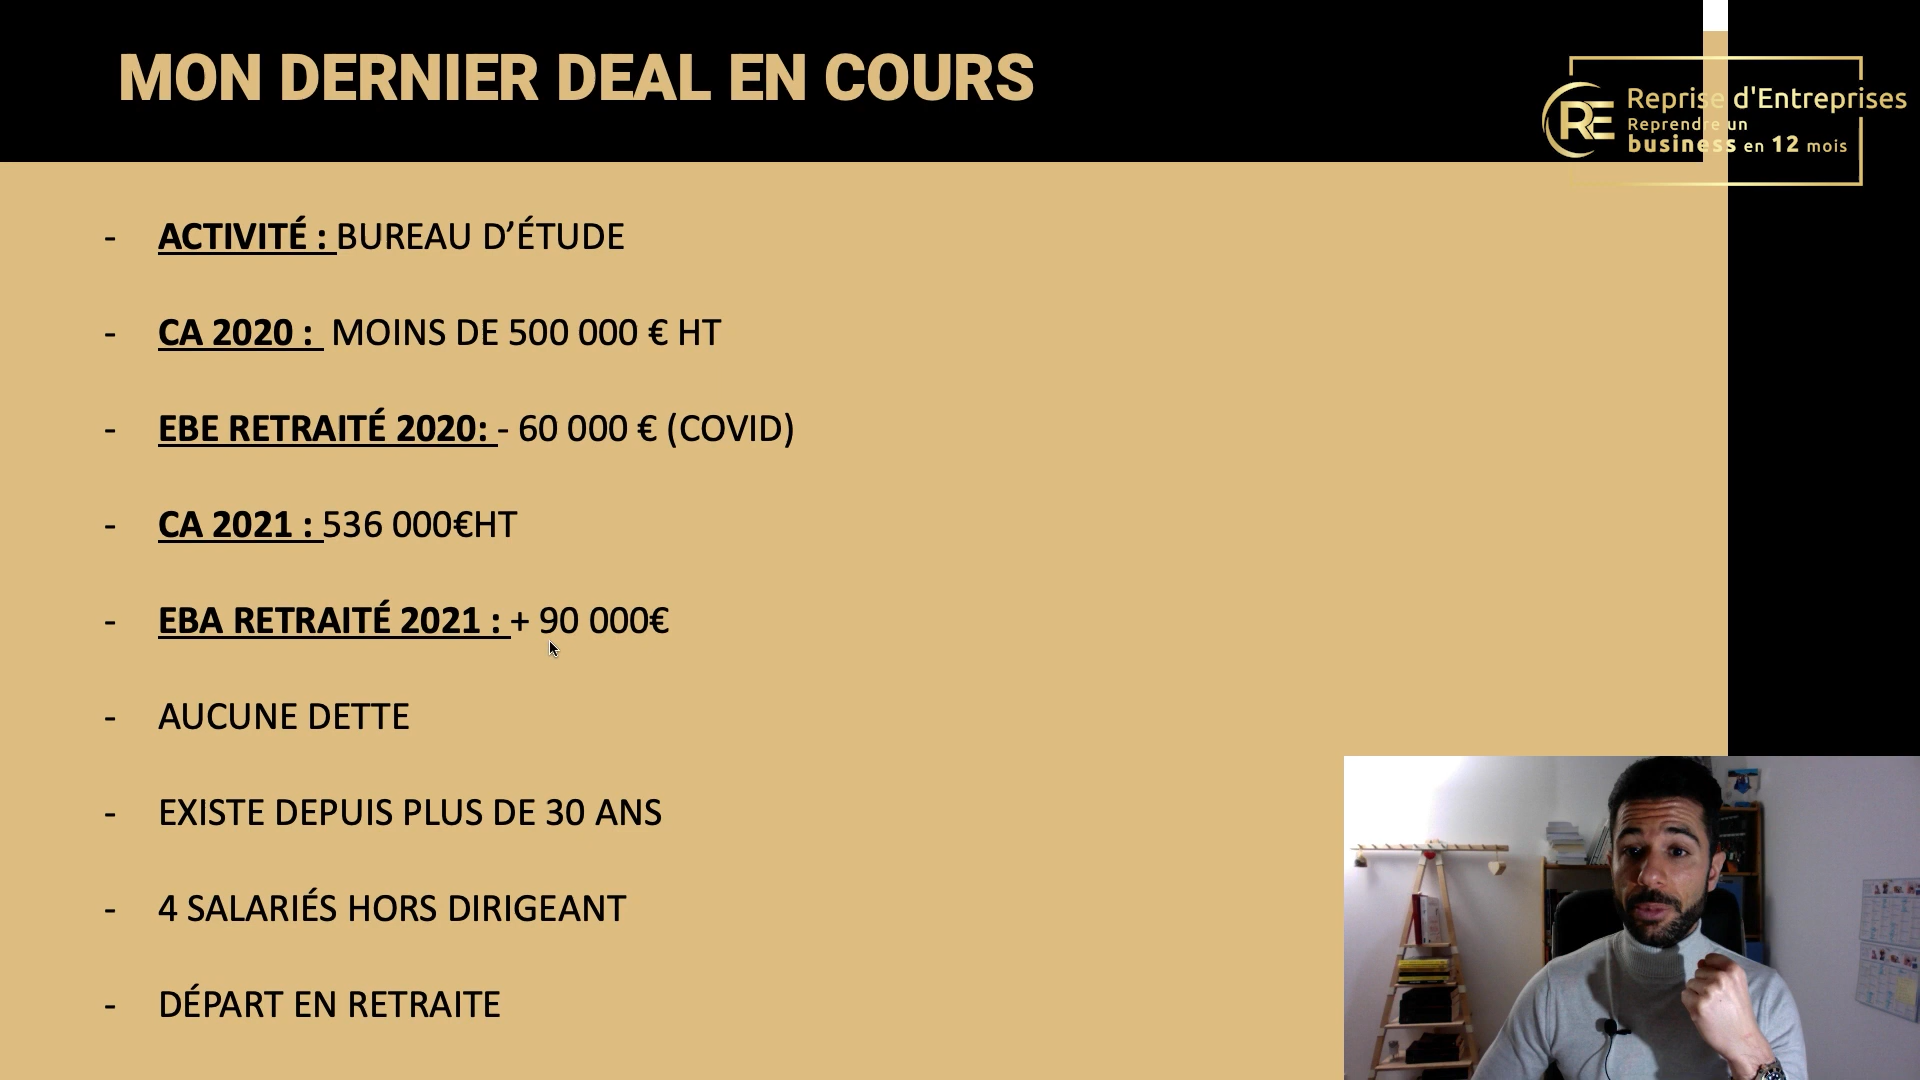 MON DERNIER DEAL EN COURS
RE
Reprise d'Entreprises
Reprendre un
business en 12 mois
- ACTIVITÉ : BUREAU D’ÉTUDE
- CA 2020 : MOINS DE 500 000 € HT
- EBE RETRAITÉ 2020: - 60 000 € (COVID)
- CA 2021 : 536 000€HT
- EBA RETRAITÉ 2021 : + 90 000€
- AUCUNE DETTE
- EXISTE DEPUIS PLUS DE 30 ANS
- 4 SALARIÉS HORS DIRIGEANT
- DÉPART EN RETRAITE